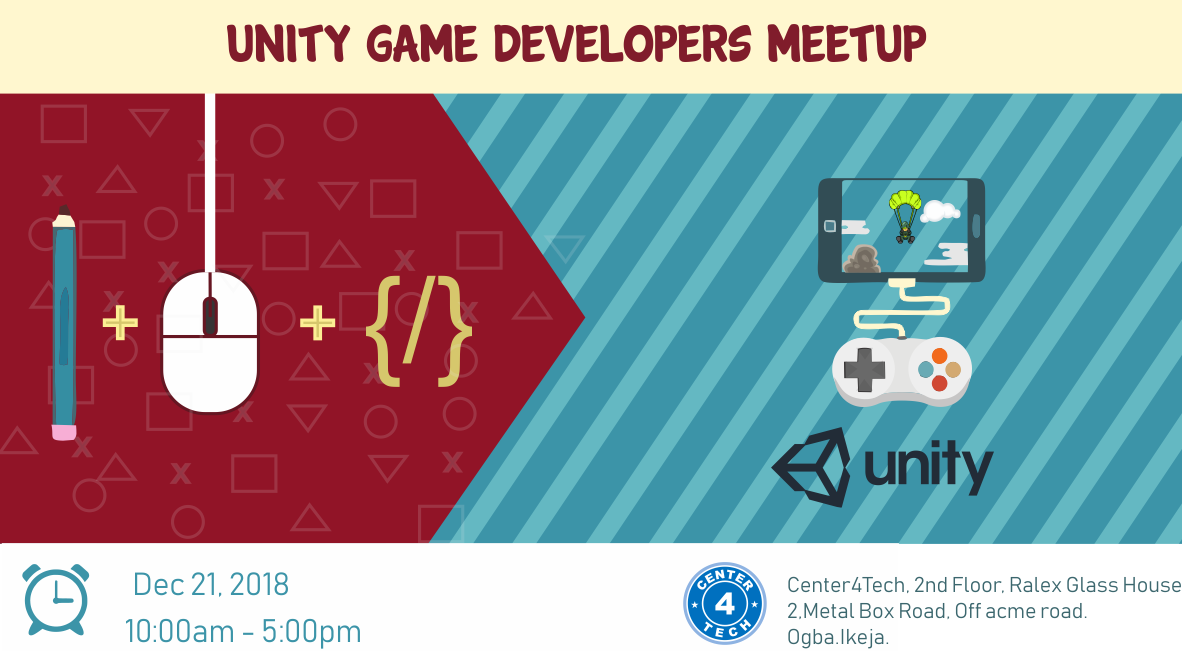 UNITY GAME DEVELOPERS MEETUP
{/}
unity
Dec 21, 2018
10:00am - 5:00pm
CENTER
4
TECH
Center4Tech, 2nd Floor, Ralex Glass House
2,Metal Box Road, Off acme road.
Ogba.Ikeja.